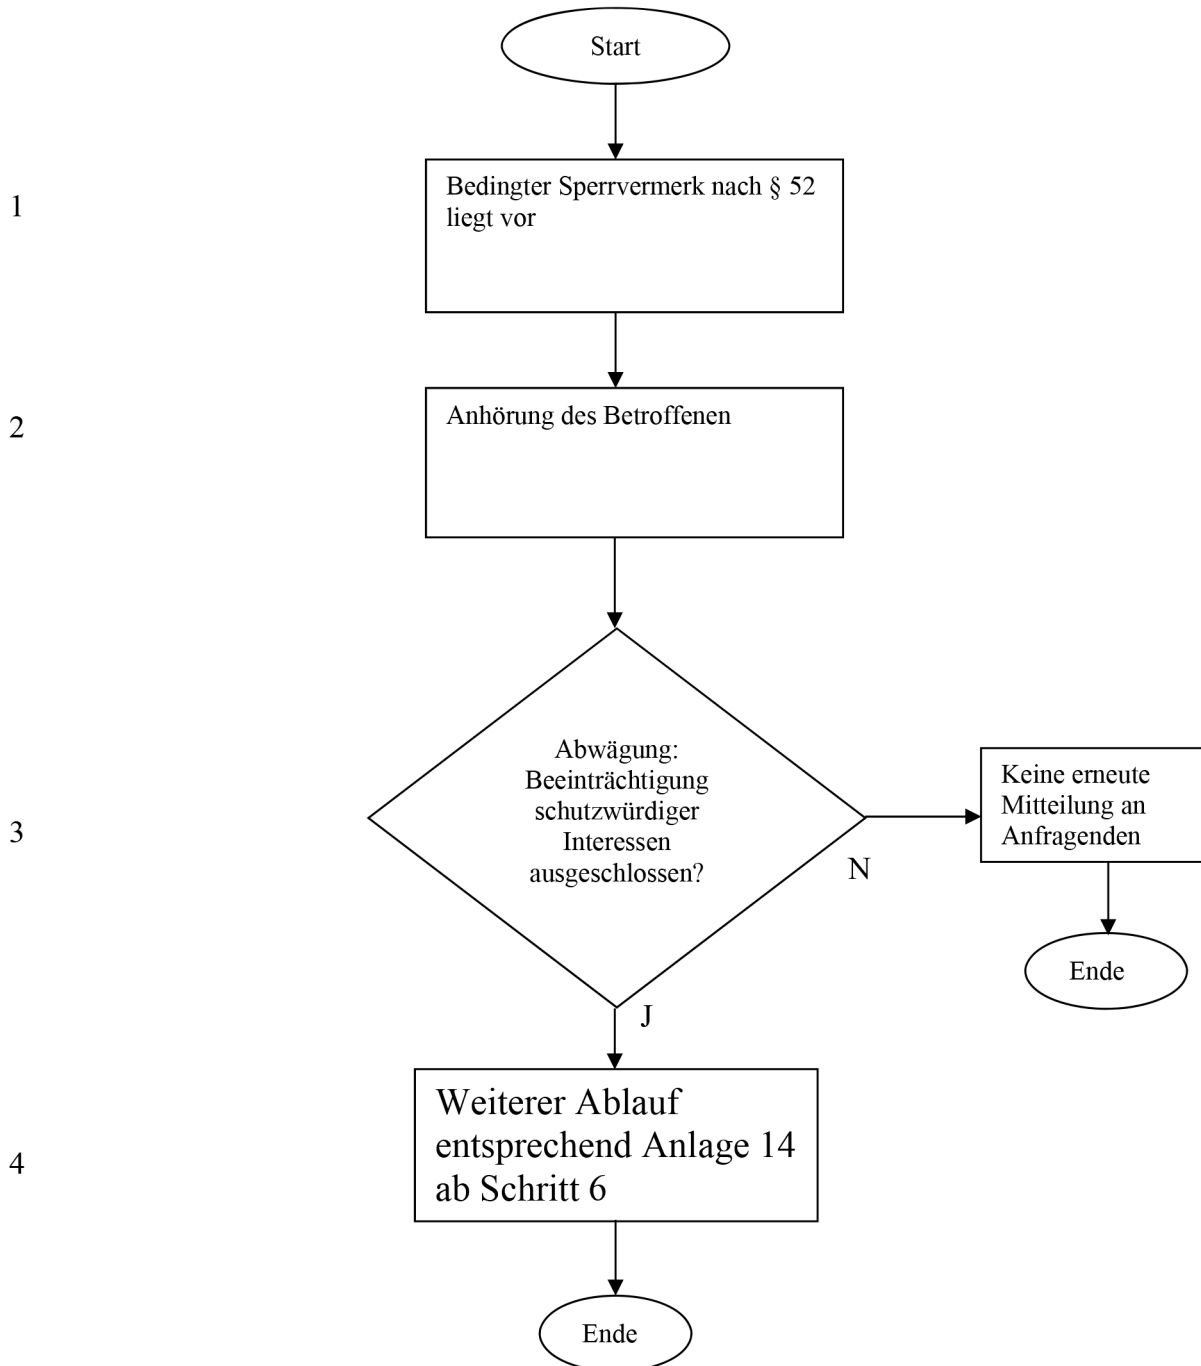 Start
1
Bedingter Sperrvermerk nach § 52
liegt vor
2
Anhörung des Betroffenen
3
Abwägung:
Beeinträchtigung
schutzwürdiger
Interessen
ausgeschlossen?
N
Keine erneute
Mitteilung an
Anfragenden
Ende
J
4
Weiterer Ablauf
entsprechend Anlage 14
ab Schritt 6
Ende